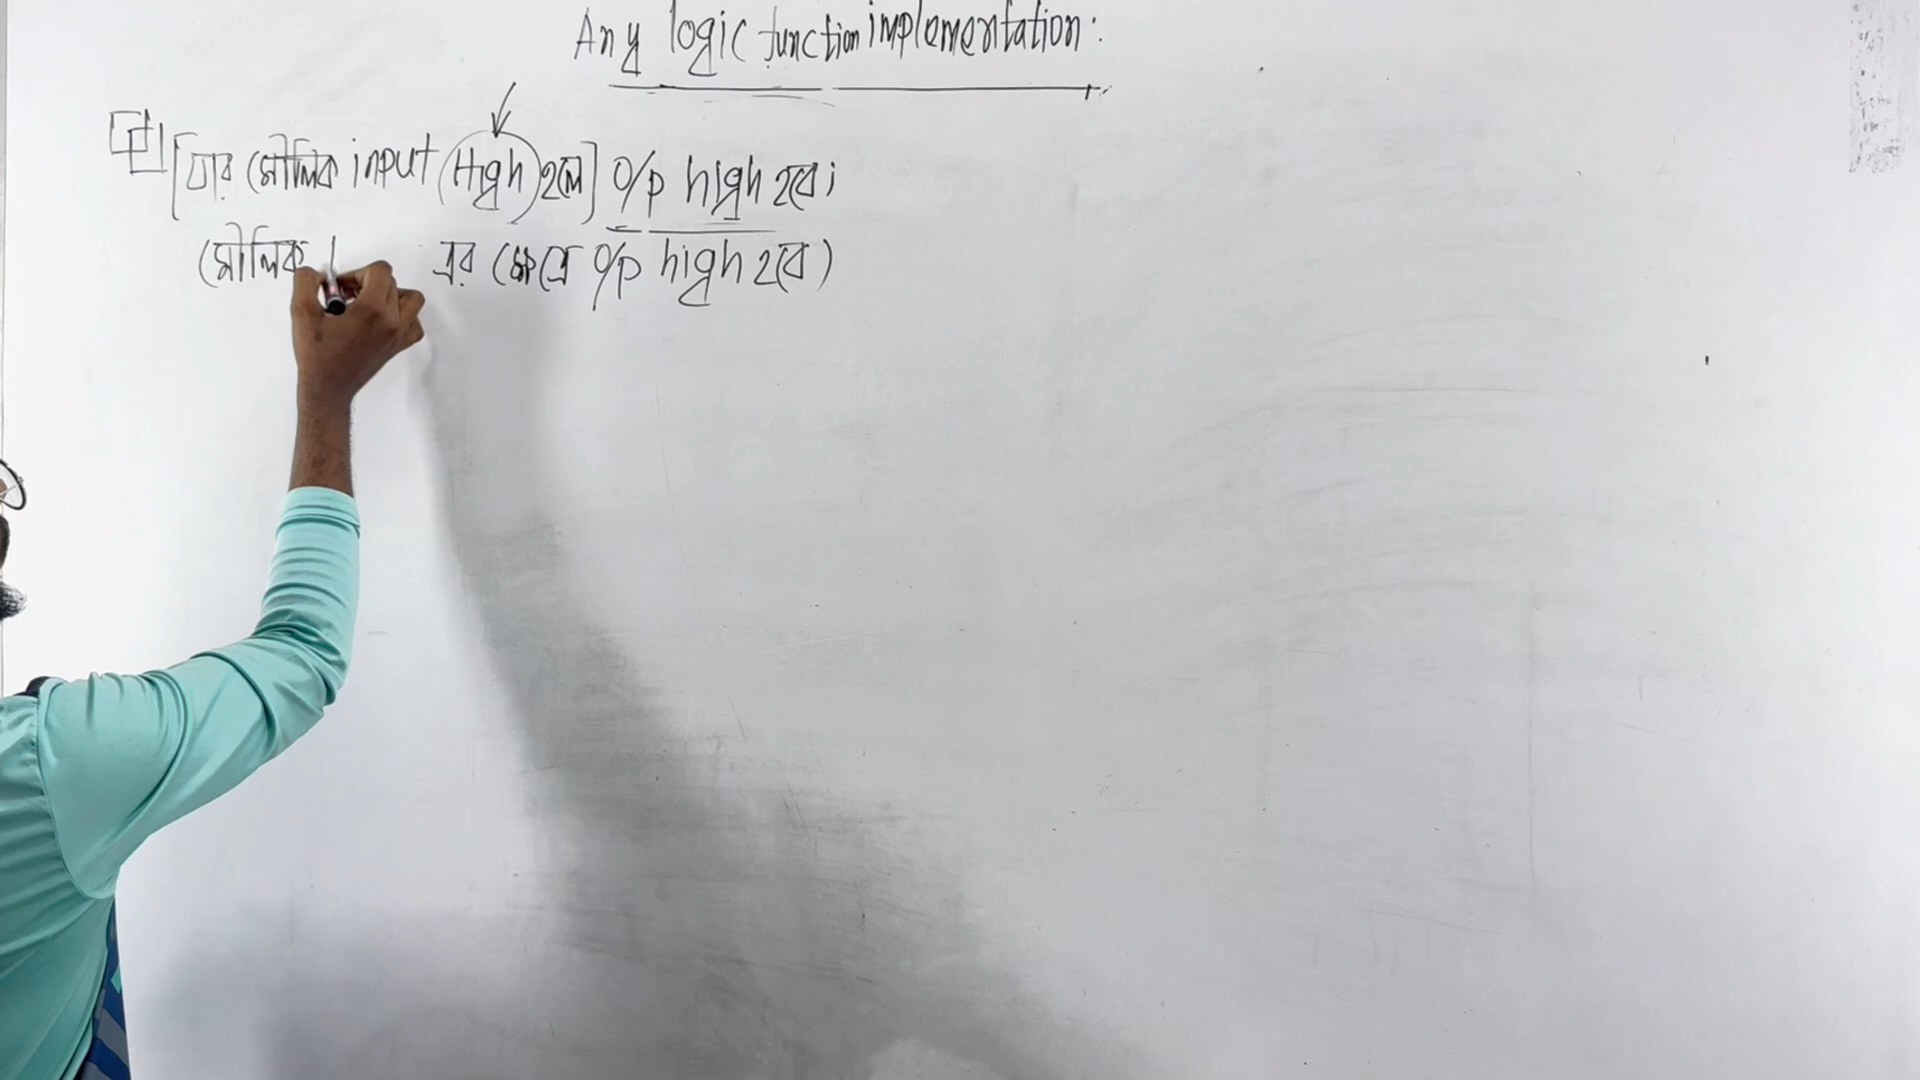 Any logic function implementation:
[চার মৌলিক input (High) হলে] o/p high হবে;
(মৌলিক এর ক্ষেত্রে o/p high হবে)